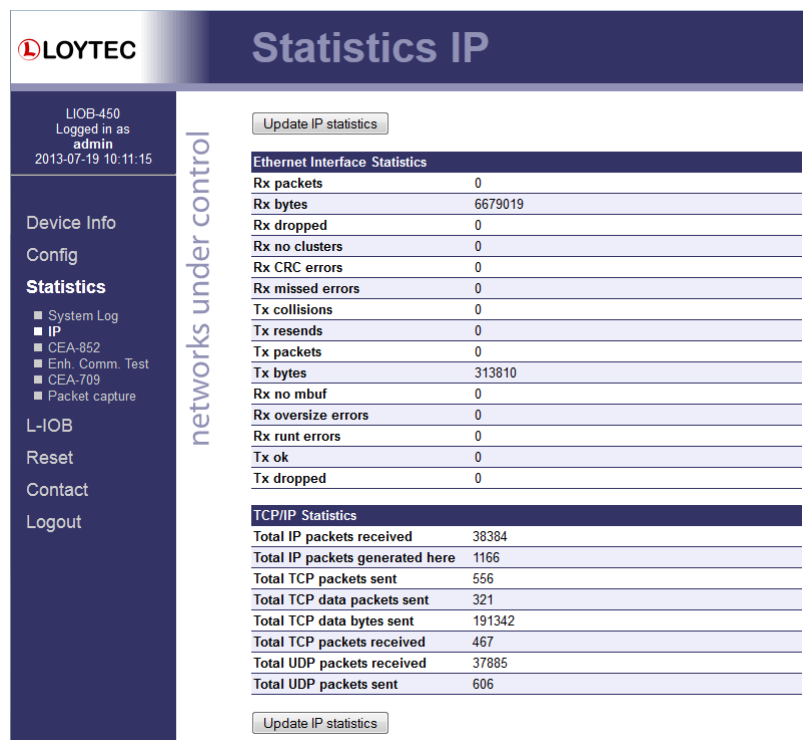 LOYTEC
Statistics IP
LIOB-450
Logged in as
admin
2013-07-19 10:11:15
Device Info
Config
Statistics
System Log
IP
CEA-852
Enh. Comm. Test
CEA-709
Packet capture
L-IOB
Reset
Contact
Logout
networks under control
Update IP statistics
Ethernet Interface Statistics
Rx packets 0
Rx bytes 6679019
Rx dropped 0
Rx no clusters 0
Rx CRC errors 0
Rx missed errors 0
Tx collisions 0
Tx resends 0
Tx packets 0
Tx bytes 313810
Rx no mbuf 0
Rx oversize errors 0
Rx runt errors 0
Tx ok 0
Tx dropped 0
TCP/IP Statistics
Total IP packets received 38384
Total IP packets generated here 1166
Total TCP packets sent 556
Total TCP data packets sent 321
Total TCP data bytes sent 191342
Total TCP packets received 467
Total UDP packets received 37885
Total UDP packets sent 606
Update IP statistics